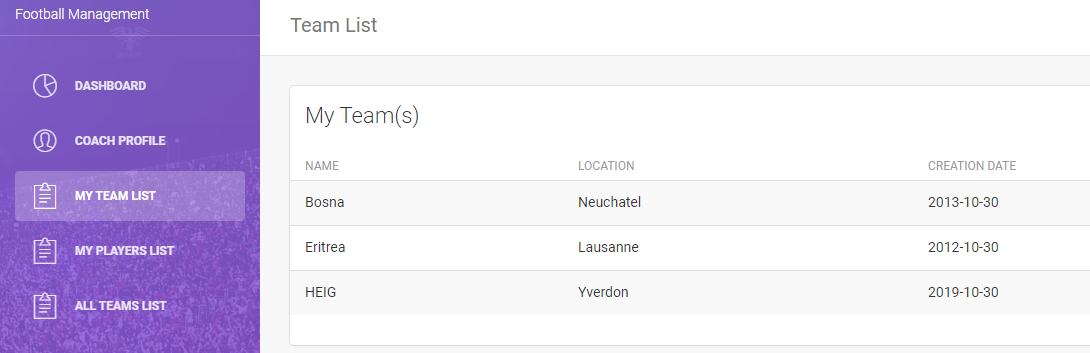 Football Management
DASHBOARD
COACH PROFILE
MY TEAM LIST
MY PLAYERS LIST
ALL TEAMS LIST
Team List
My Team(s)
NAME LOCATION CREATION DATE
Bosna Neuchatel 2013-10-30
Eritrea Lausanne 2012-10-30
HEIG Yverdon 2019-10-30